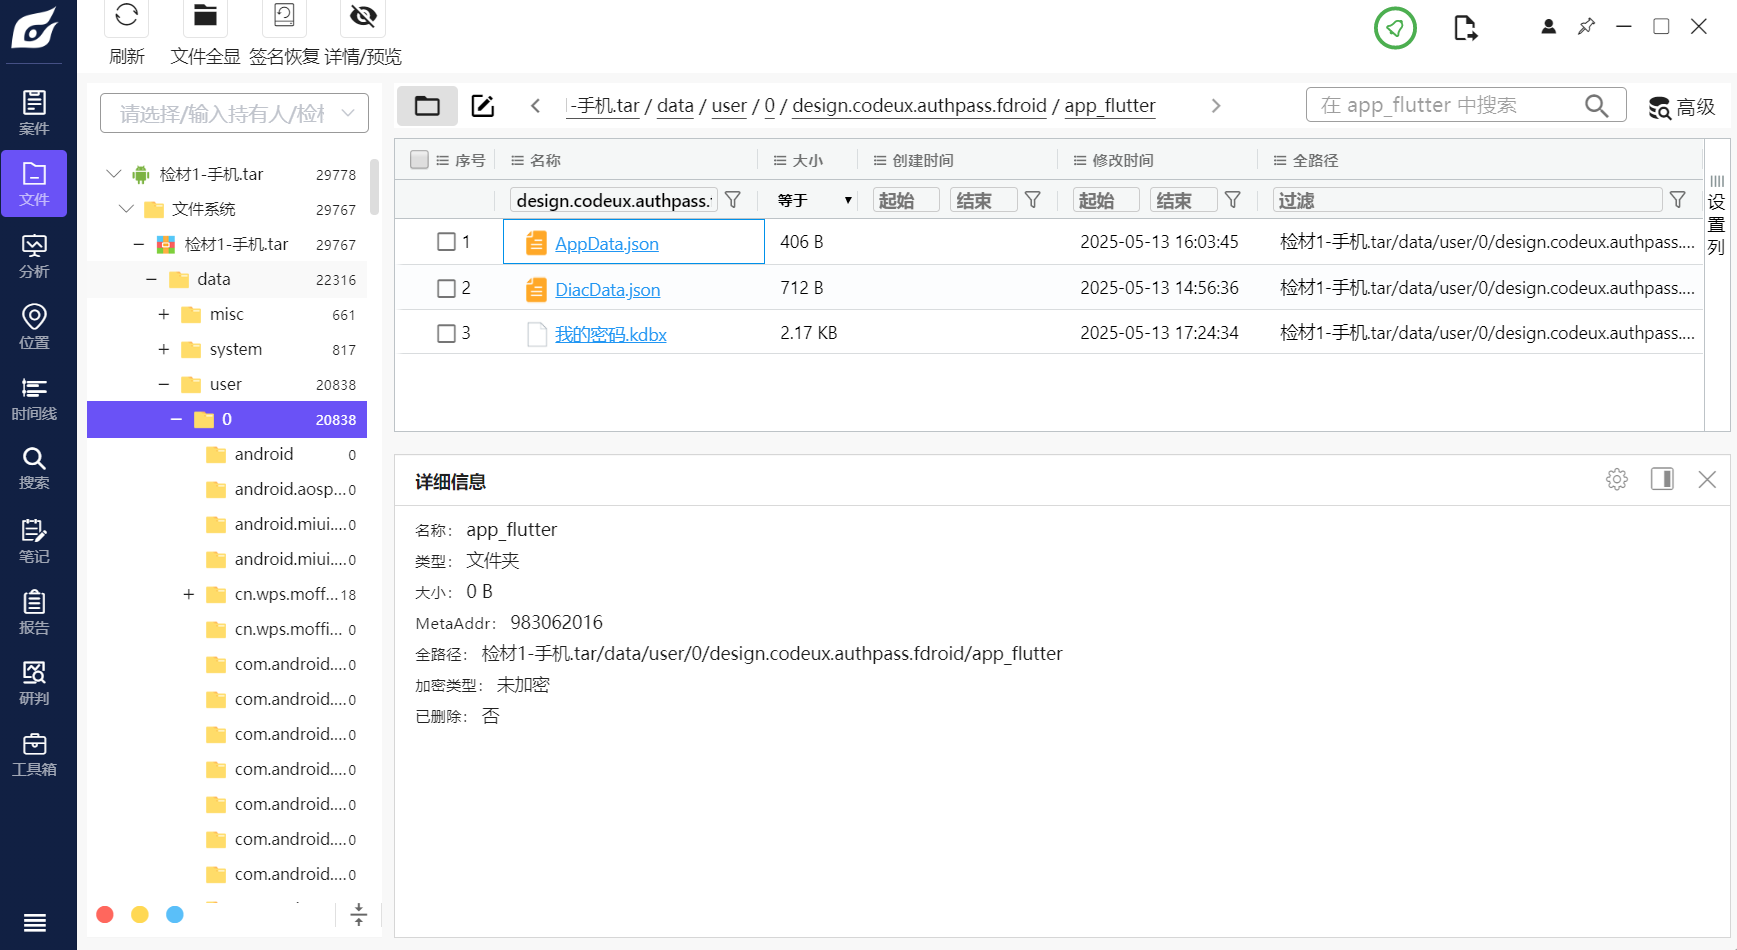 刷新
文件全显
签名恢复
详情/预览
案件
文件
分析
位置
时间线
搜索
笔记
报告
研判
工具箱
请选择/输入持有人/检材
检材1-手机.tar 29778
文件系统 29767
检材1-手机.tar 29767
data 22316
misc 661
system 817
user 20838
0 20838
android 0
android.aosp...0
android.miui....0
android.miui....0
cn.wps.moff...18
cn.wps.moffi... 0
com.android....0
com.android....0
com.android....0
com.android....0
com.android....0
com.android....0
com.android....0
-手机.tar / data / user / 0 / design.codeux.authpass.fdroid / app_flutter
在 app_flutter 中搜索
高级
序号 名称 大小 创建时间 修改时间 全路径
design.codeux.authpass. 等于 起始 结束 起始 结束 过滤
1 AppData.json 406 B 2025-05-13 16:03:45 检材1-手机.tar/data/user/0/design.codeux.authpass....
2 DiacData.json 712 B 2025-05-13 14:56:36 检材1-手机.tar/data/user/0/design.codeux.authpass....
3 我的密码.kdbx 2.17 KB 2025-05-13 17:24:34 检材1-手机.tar/data/user/0/design.codeux.authpass....
设置列
详细信息
名称: app_flutter
类型: 文件夹
大小: 0 B
MetaAddr: 983062016
全路径: 检材1-手机.tar/data/user/0/design.codeux.authpass.fdroid/app_flutter
加密类型: 未加密
已删除: 否